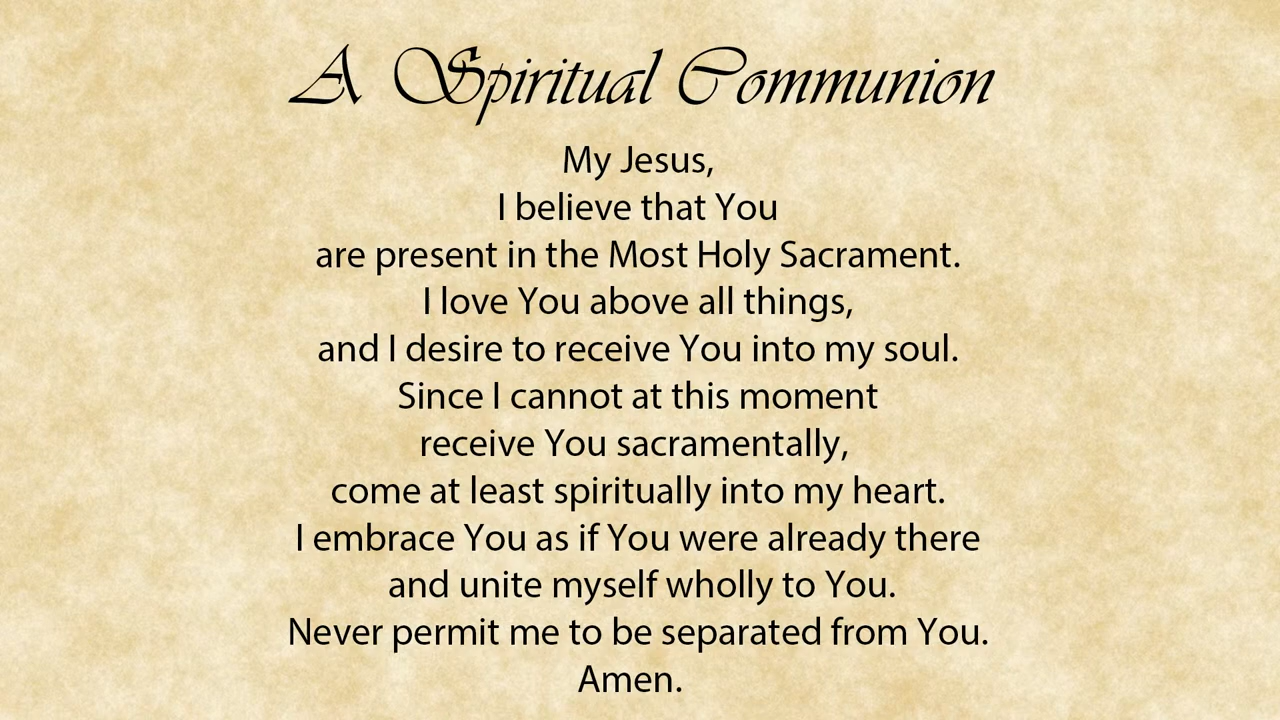 A Spiritual Communion
My Jesus,
I believe that You
are present in the Most Holy Sacrament.
I love You above all things,
and I desire to receive You into my soul.
Since I cannot at this moment
receive You sacramentally,
come at least spiritually into my heart.
I embrace You as if You were already there
and unite myself wholly to You.
Never permit me to be separated from You.
Amen.